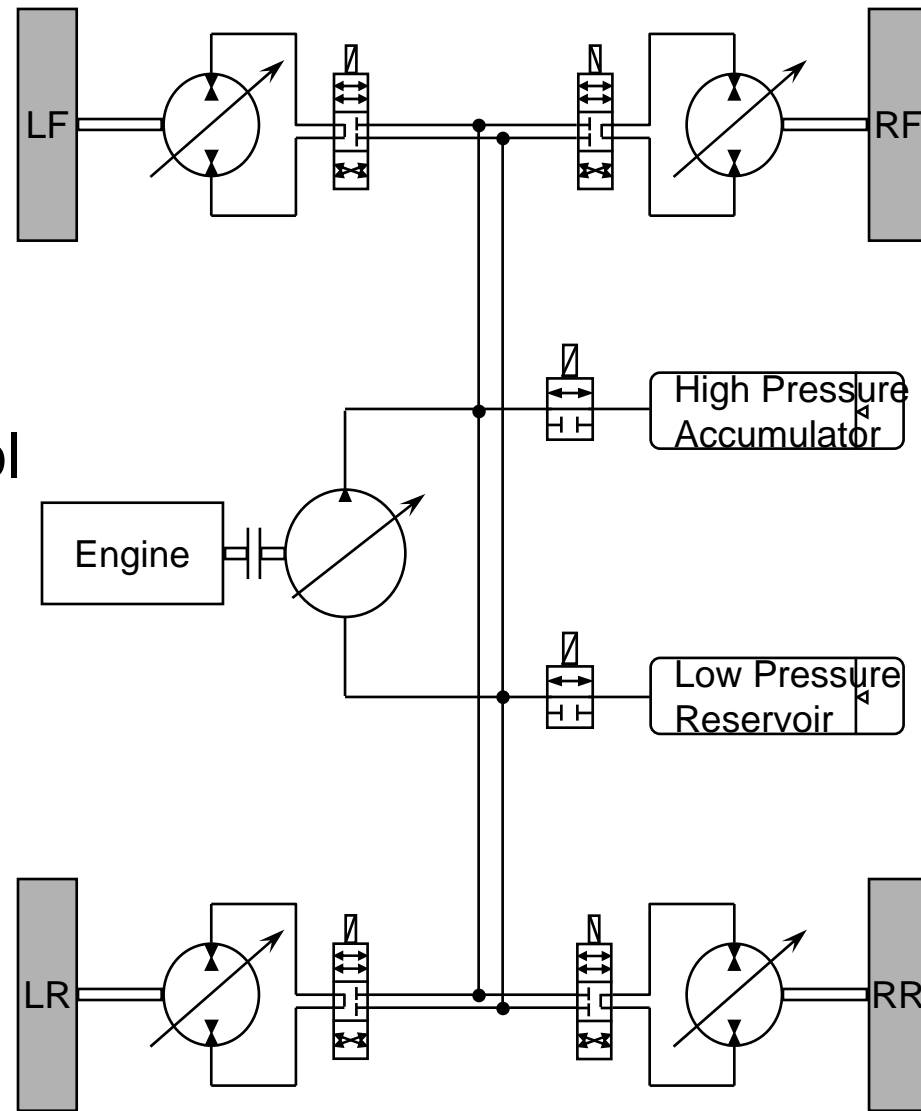 LF
RF
High Pressure
Accumulator
Engine
Low Pressure
Reservoir
LR
RR